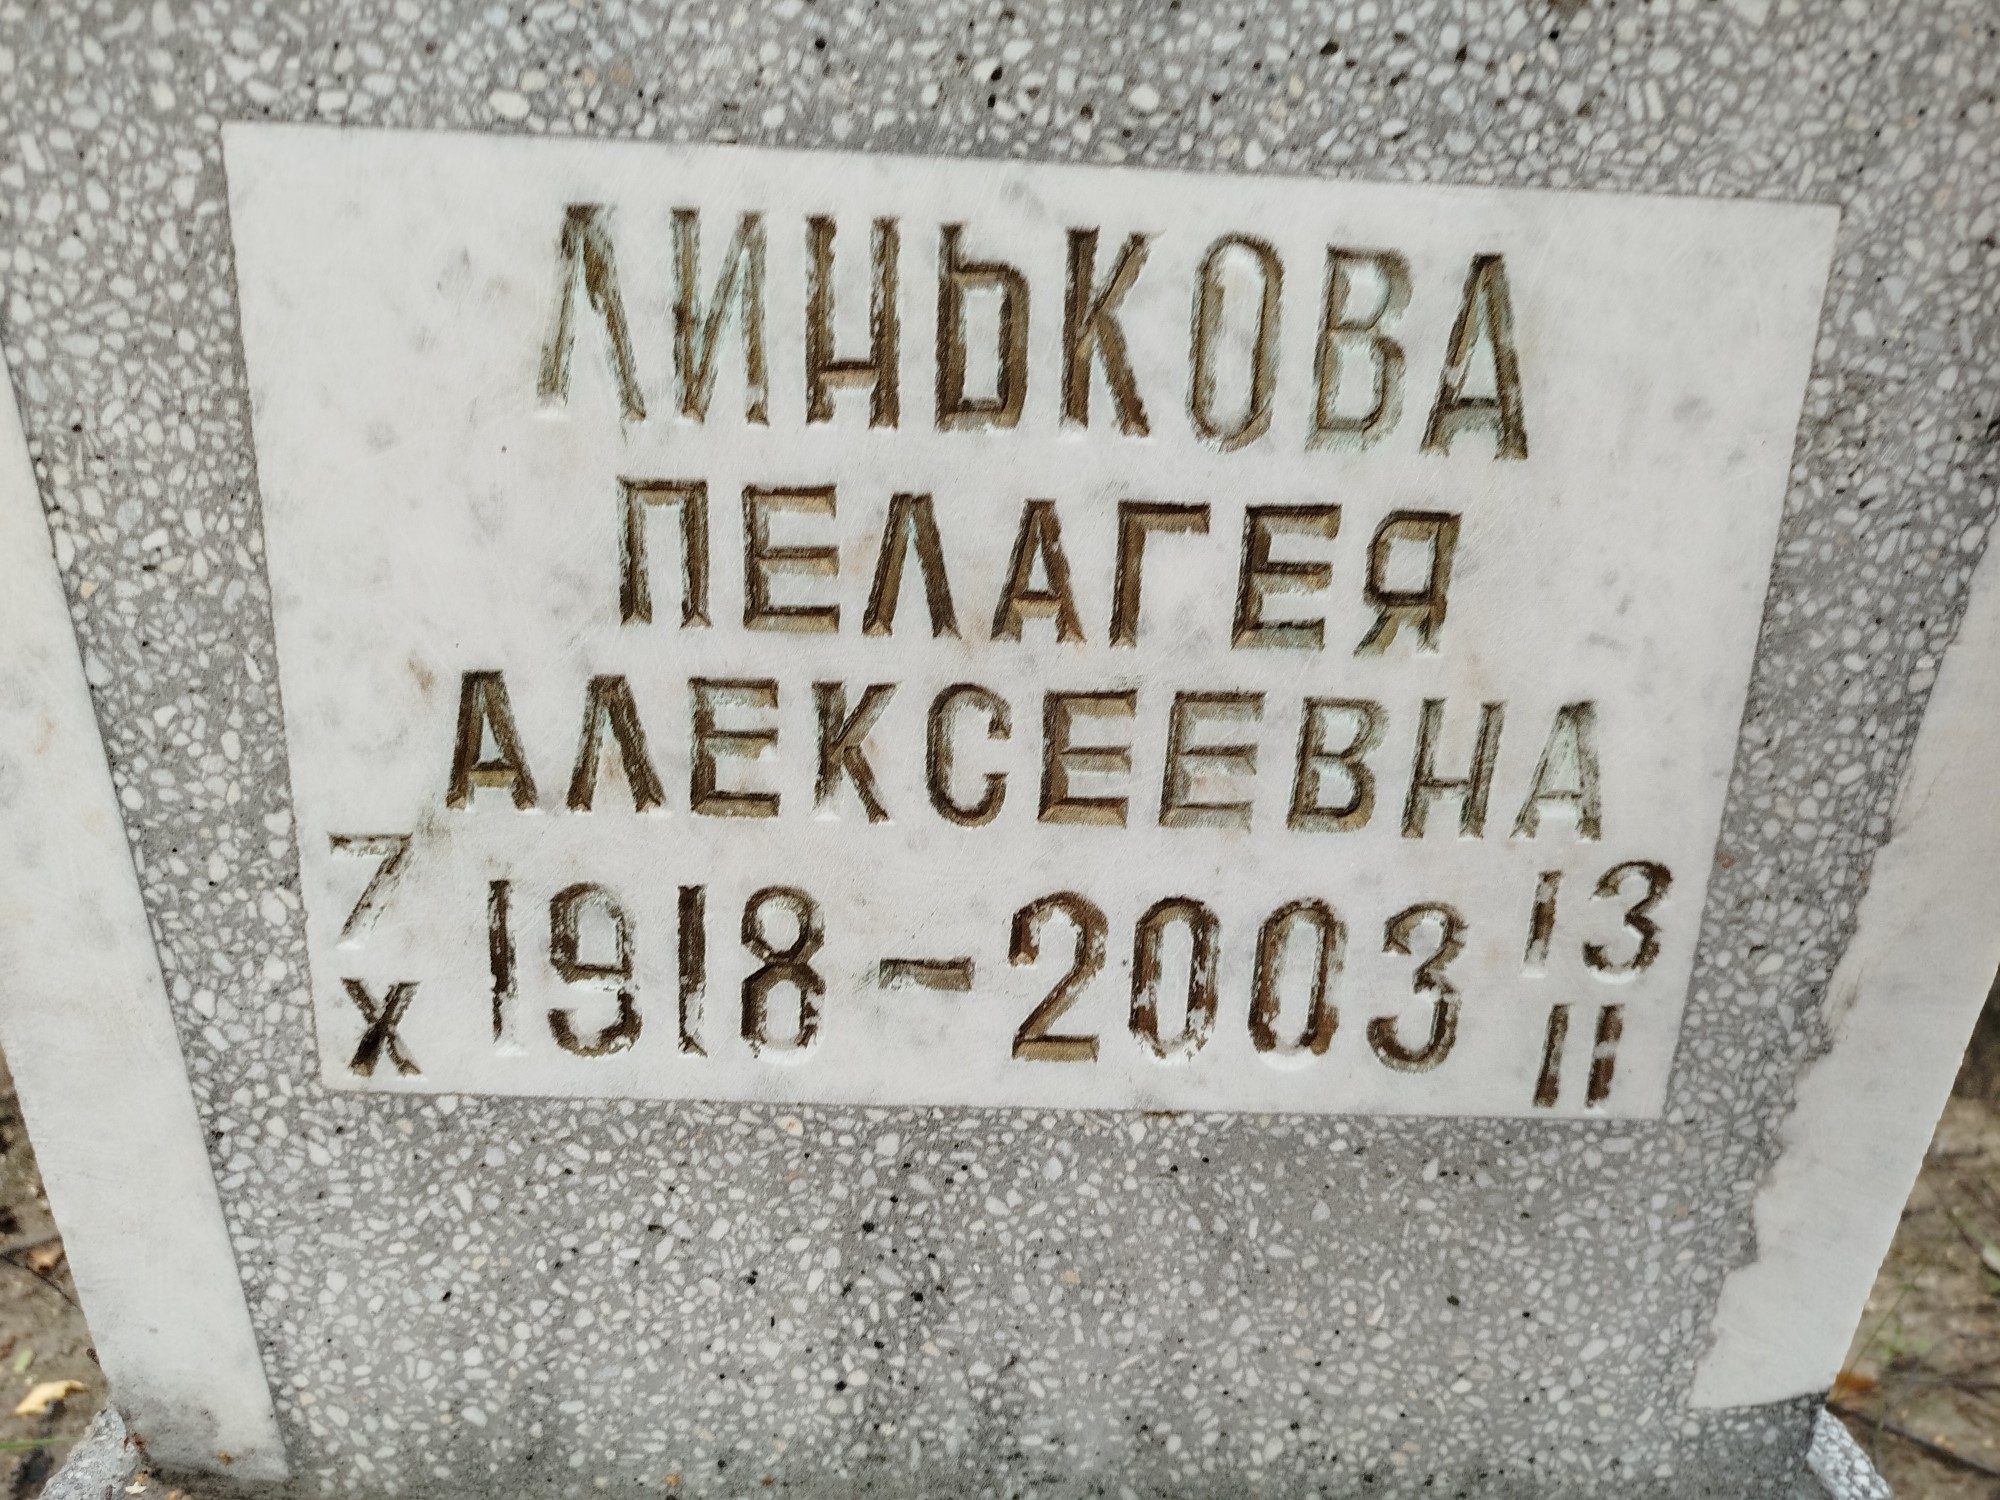 ЛИНЬКОВА
ПЕЛАГЕЯ
АЛЕКСЕЕВНА
7 X 1918-2003 13 II